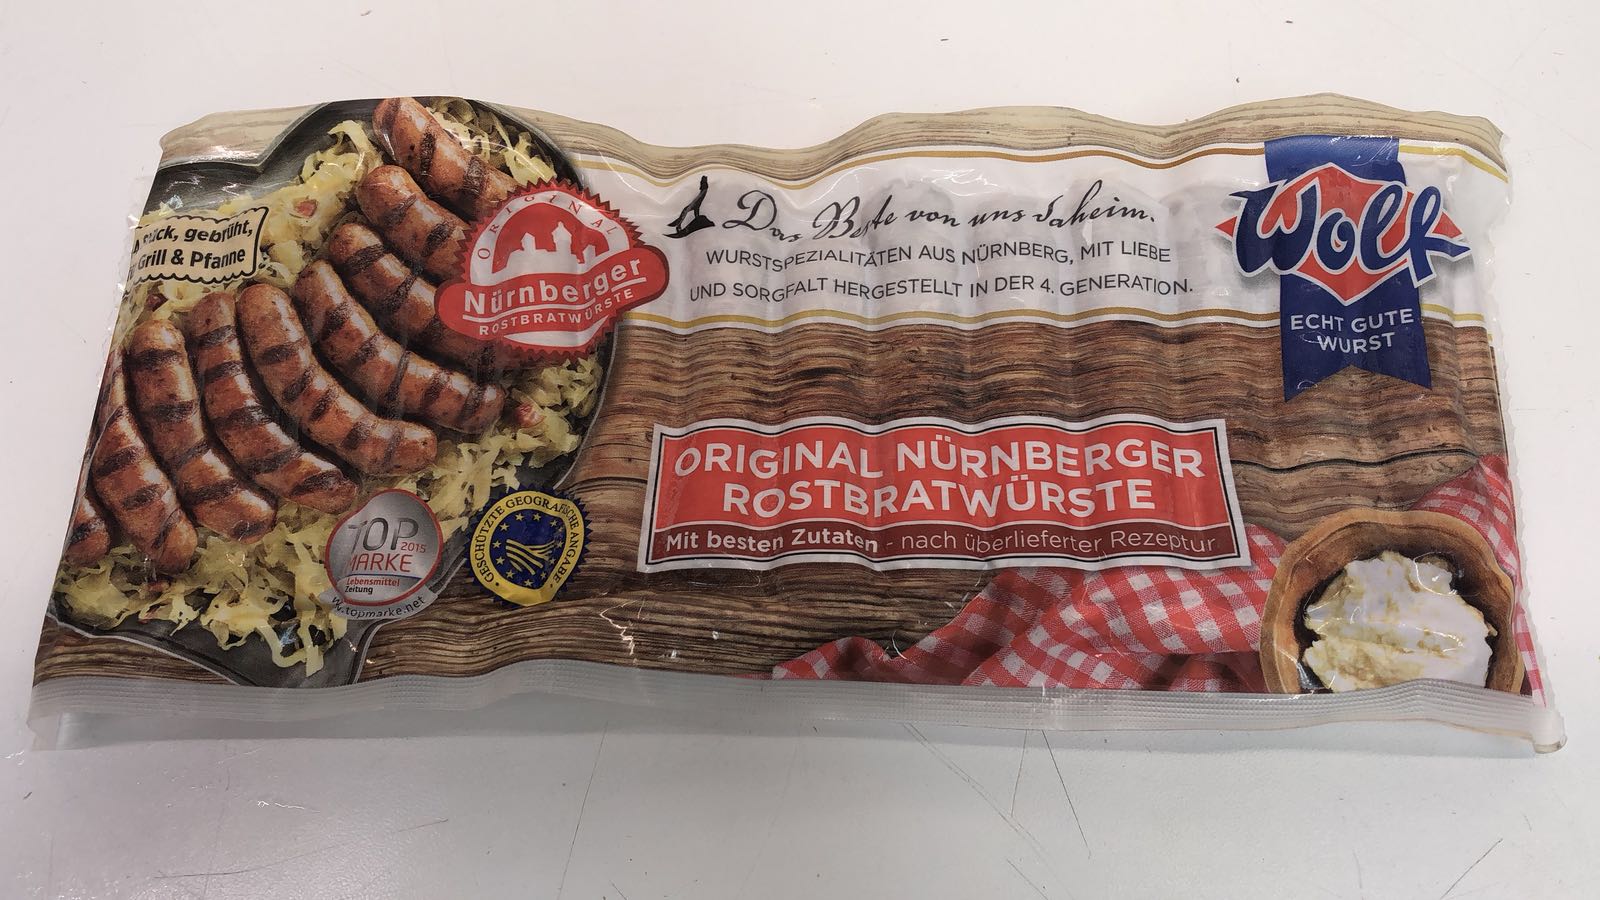 Stück, gebrüht,
Grill & Pfanne
ORIGINAL
Nürnberger
ROSTBRATWÜRSTE
Das Beste von uns daheim.
WURSTSPEZIALITÄTEN AUS NÜRNBERG, MIT LIEBE
UND SORGFALT HERGESTELLT IN DER 4. GENERATION.
Wolf
ECHT GUTE
WURST
ORIGINAL NÜRNBERGER
ROSTBRATWÜRSTE
Mit besten Zutaten - nach überlieferter Rezeptur
TOP
MARKE 2015
Lebensmittel
Zeitung
www.topmarke.net
GESCHÜTZTE GEOGRAFISCHE ANGABE